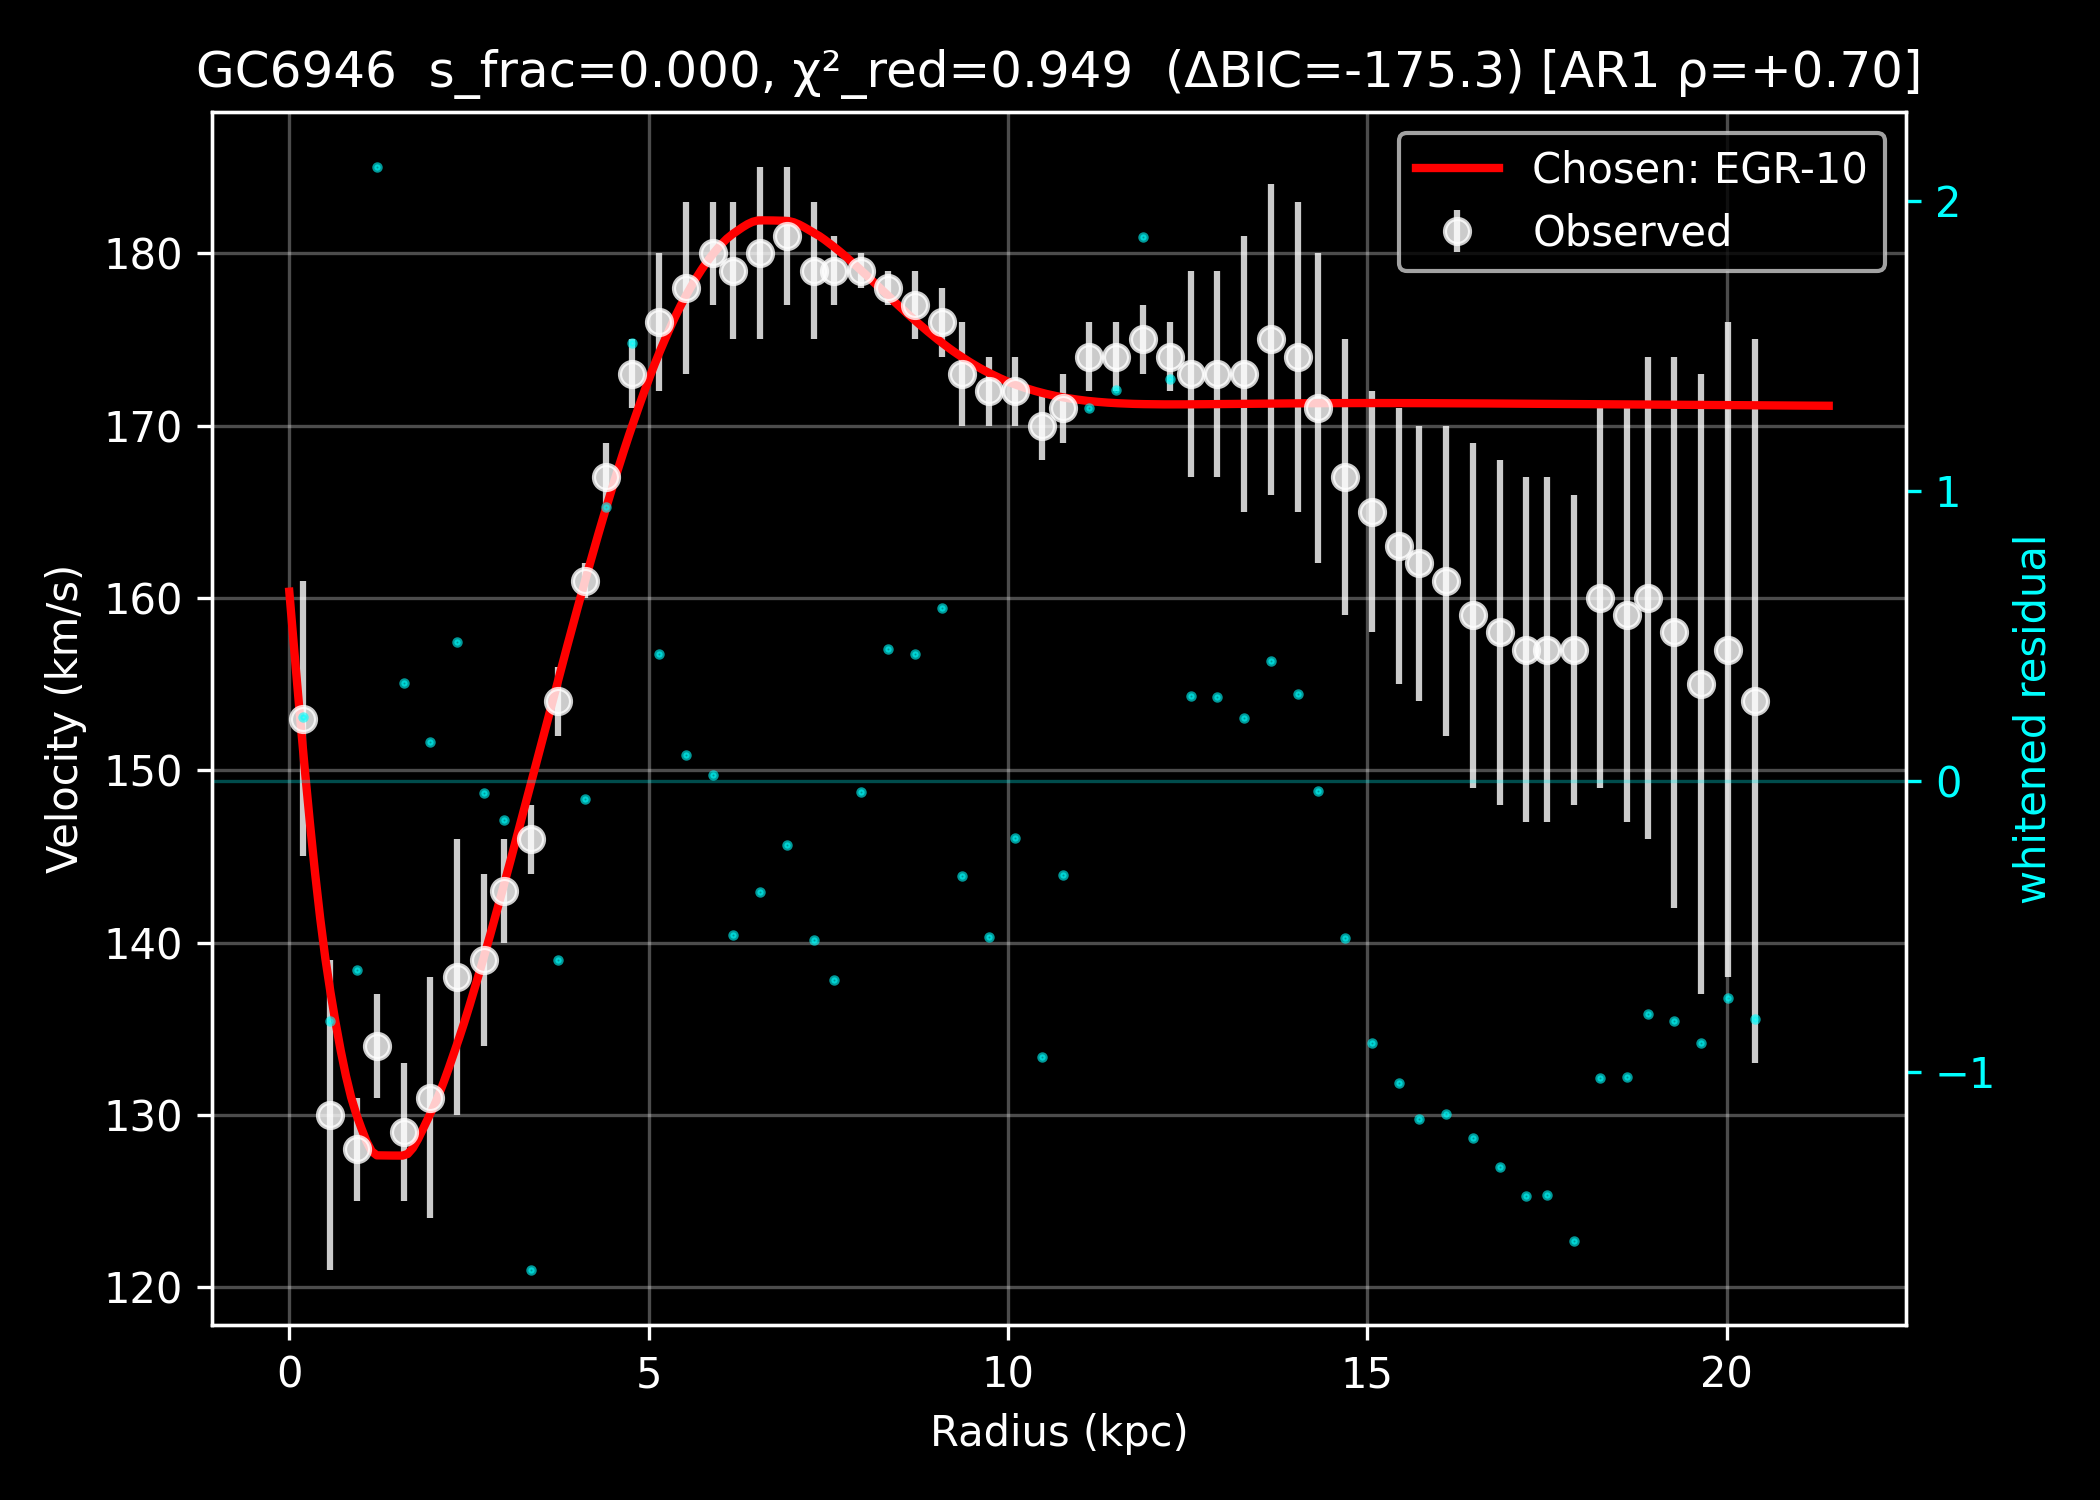 GC6946 s_frac=0.000, χ²_red=0.949 (ΔBIC=-175.3) [AR1 ρ=+0.70]
Chosen: EGR-10
Observed
180
170
160
150
140
130
120
Velocity (km/s)
2
1
0
−1
whitened residual
0
5
10
15
20
Radius (kpc)